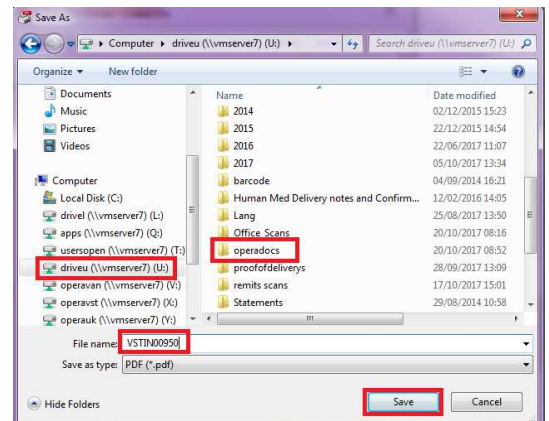 Save As
Computer ▸ driveu (\\vmserver7) (U:) ▸
Search driveu (\\vmserver7) (U:)
Organize
New folder
Documents
Music
Pictures
Videos
Computer
Local Disk (C:)
drivel (\\vmserver7) (L:)
apps (\\vmserver7) (Q:)
usersopen (\\vmserver7) (T:)
driveu (\\vmserver7) (U:)
operavan (\\vmserver7) (V:)
operavst (\\vmserver7) (X:)
operauk (\\vmserver7) (Y:)
Name Date modified
2014 02/12/2015 15:23
2015 22/12/2015 14:54
2016 22/06/2017 11:07
2017 05/10/2017 13:34
barcode 04/09/2014 16:21
Human Med Delivery notes and Confirm... 12/02/2016 14:05
Lang 25/08/2017 13:50
Office Scans 20/10/2017 08:16
operadocs 20/10/2017 08:52
proofofdeliverys 28/09/2017 13:09
remits scans 17/10/2017 15:01
Statements 29/08/2014 10:58
File name: VSTIN00950
Save as type: PDF (*.pdf)
Hide Folders
Save
Cancel